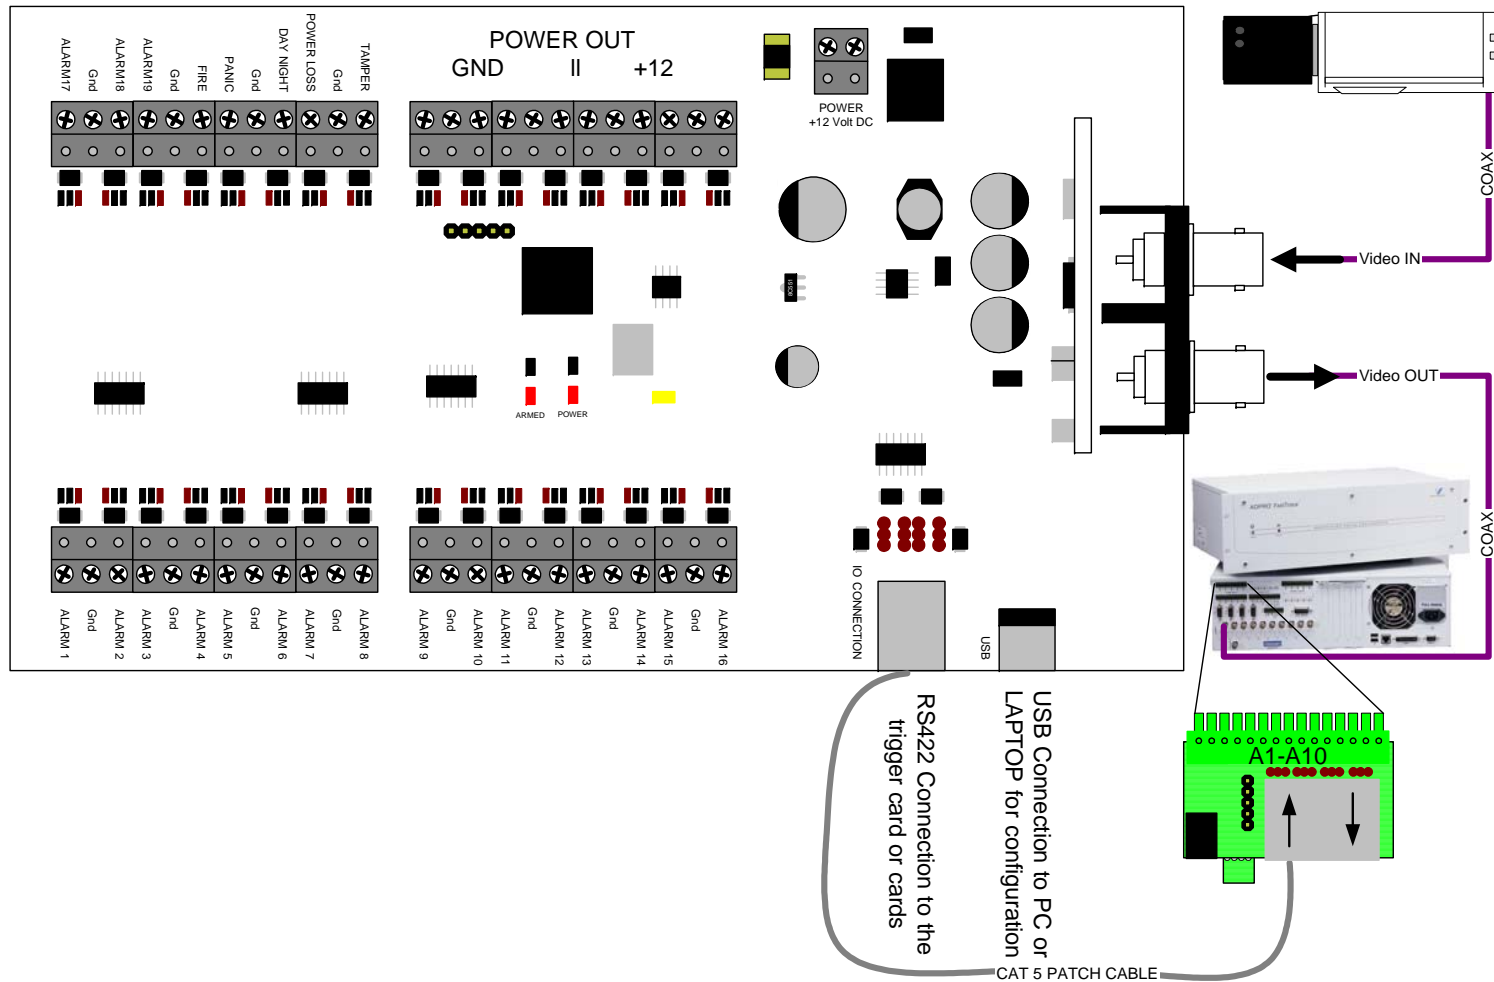 ALARM17
Gnd
ALARM18
ALARM19
Gnd
FIRE
PANIC
Gnd
DAY NIGHT
POWER LOSS
Gnd
TAMPER
POWER OUT
GND II +12
POWER
+12 Volt DC
COAX
Video IN
Video OUT
COAX
ARMED
POWER
ALARM 1
Gnd
ALARM 2
ALARM 3
Gnd
ALARM 4
ALARM 5
Gnd
ALARM 6
ALARM 7
Gnd
ALARM 8
ALARM 9
Gnd
ALARM 10
ALARM 11
Gnd
ALARM 12
ALARM 13
Gnd
ALARM 14
ALARM 15
Gnd
ALARM 16
IO CONNECTION
USB
RS422 Connection to the
trigger card or cards
USB Connection to PC or
LAPTOP for configuration
A1-A10
CAT 5 PATCH CABLE